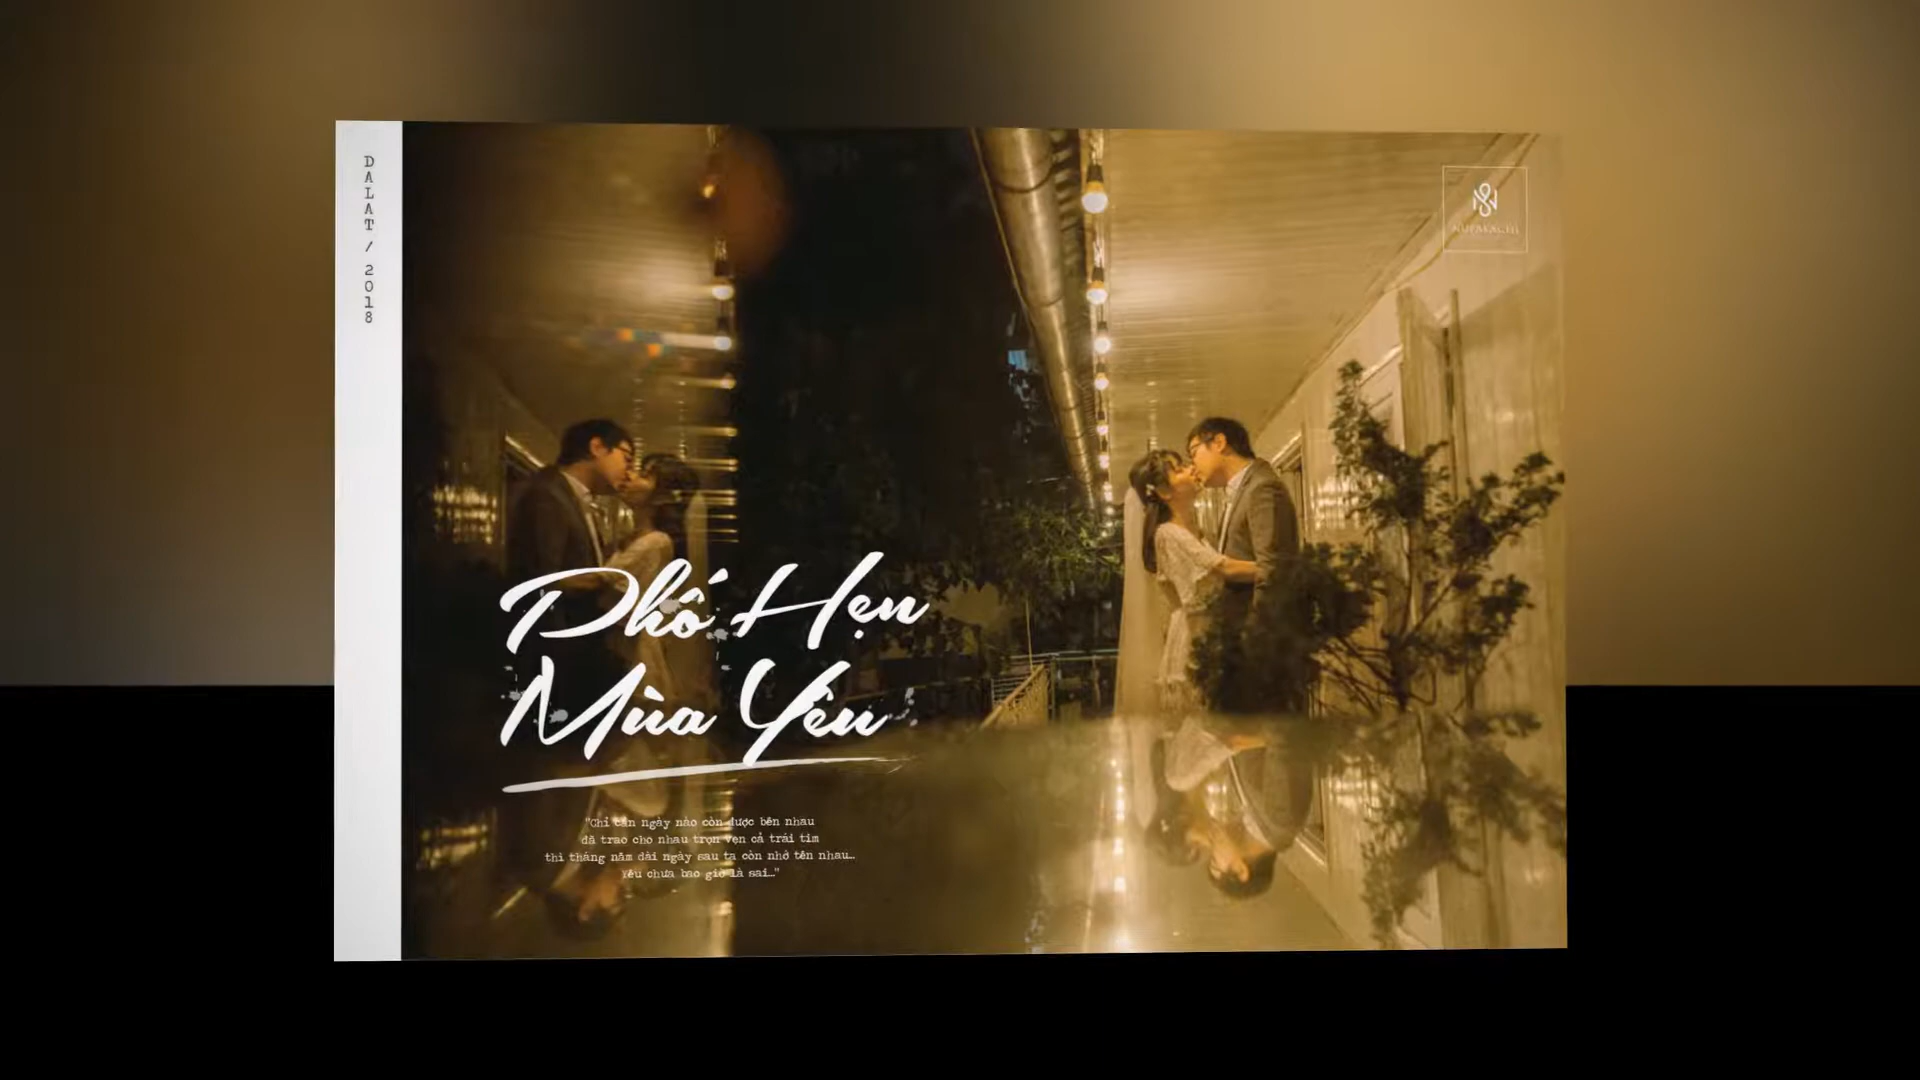 DALAT / 2018
Phố Hẹn
Mùa Yêu
"Chỉ cần ngày nào còn được bên nhau
đã trao cho nhau trọn vẹn cả trái tim
thì tháng năm dài ngày sau ta còn nhớ tên nhau...
Yêu chưa bao giờ là sai..."